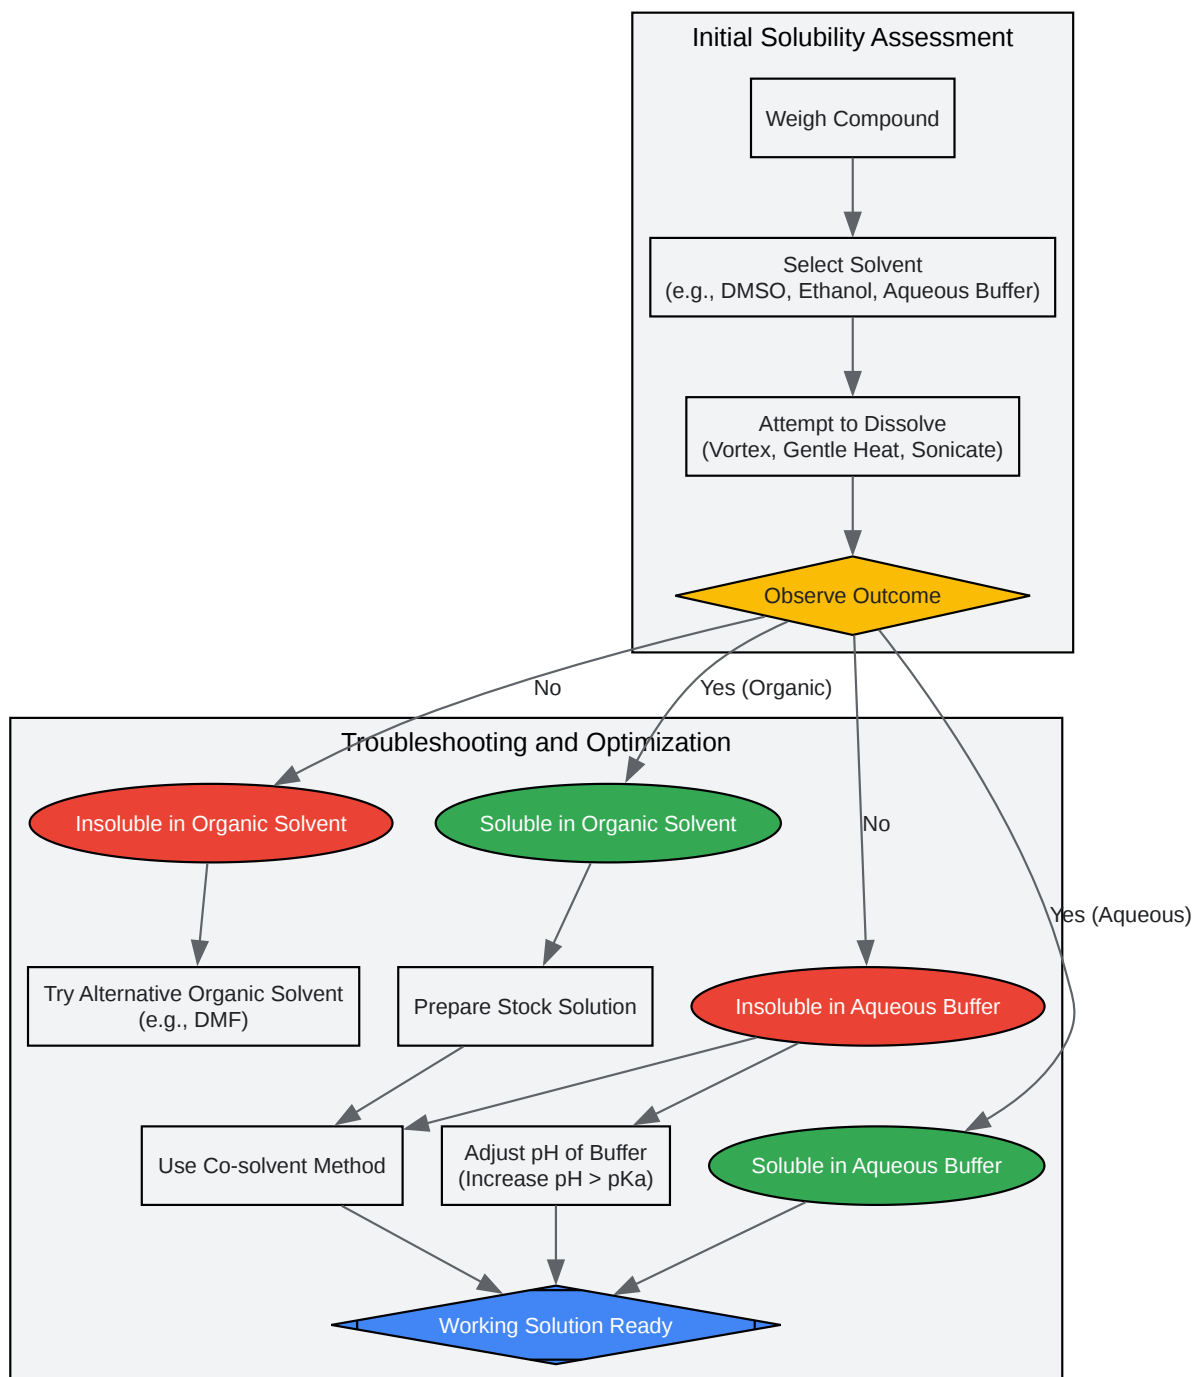 Initial Solubility Assessment
Weigh Compound
Select Solvent
(e.g., DMSO, Ethanol, Aqueous Buffer)
Attempt to Dissolve
(Vortex, Gentle Heat, Sonicate)
Observe Outcome
No
Yes (Organic)
Troubleshooting and Optimization
Insoluble in Organic Solvent
Soluble in Organic Solvent
No
Yes (Aqueous)
Try Alternative Organic Solvent
(e.g., DMF)
Prepare Stock Solution
Insoluble in Aqueous Buffer
Use Co-solvent Method
Adjust pH of Buffer
(Increase pH > pKa)
Soluble in Aqueous Buffer
Working Solution Ready